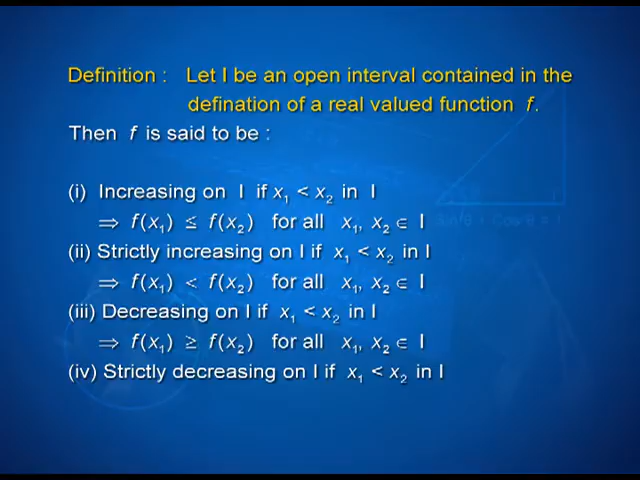 Definition : Let I be an open interval contained in the
defination of a real valued function f.
Then f is said to be :
(i) Increasing on I if x₁ < x₂ in I
⇒ f(x₁) ≤ f(x₂) for all x₁, x₂ ∈ I
(ii) Strictly increasing on I if x₁ < x₂ in I
⇒ f(x₁) < f(x₂) for all x₁, x₂ ∈ I
(iii) Decreasing on I if x₁ < x₂ in I
⇒ f(x₁) ≥ f(x₂) for all x₁, x₂ ∈ I
(iv) Strictly decreasing on I if x₁ < x₂ in I